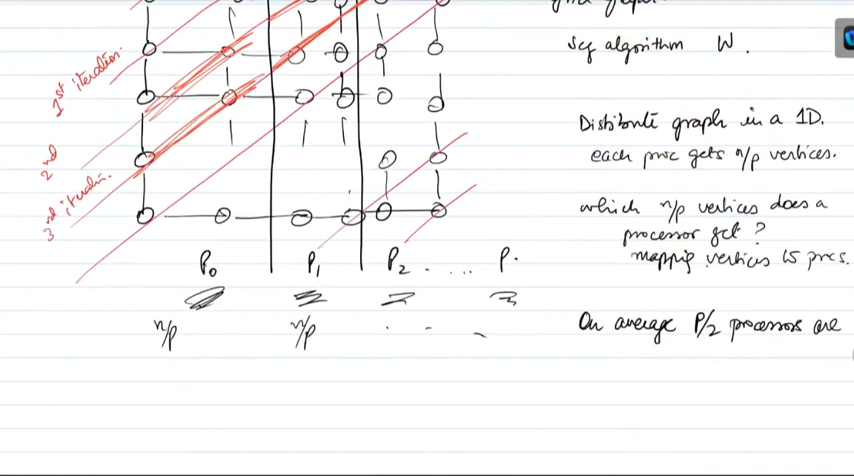 Seq algorithm W.
1st iteration.
Distribute graph in a 1D.
each proc gets n/p vertices.
2nd
3rd iteration.
which n/p vertices does a
processor get?
mapping vertices to procs.
P0 P1 P2 . . . . . P.
n/p n/p
On average P/2 processors are